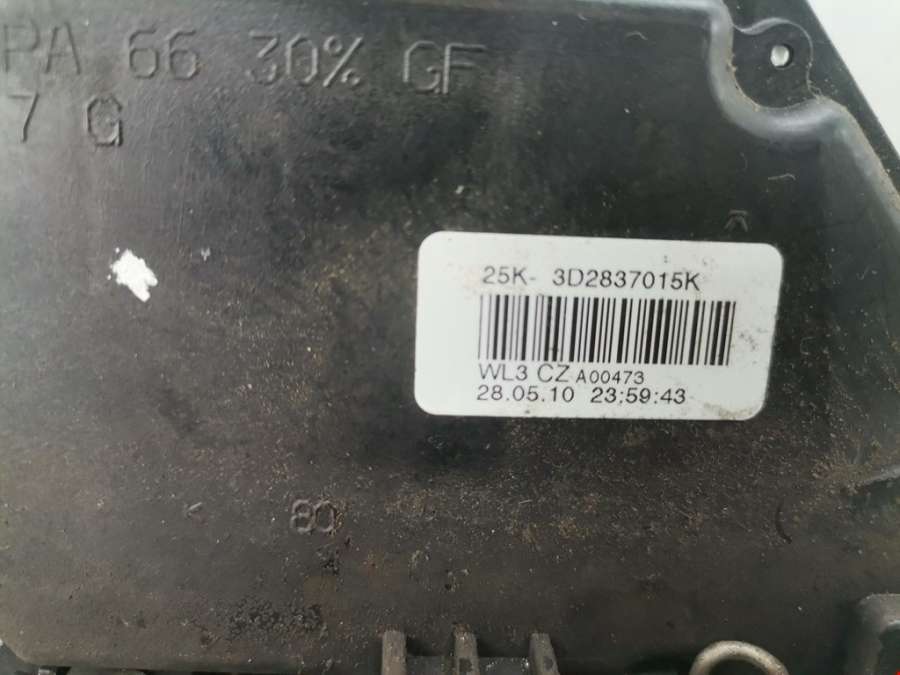 PA 66 30% GF
7 G
25K- 3D2837015K
WL3 CZ A00473
28.05.10 23:59:43
80